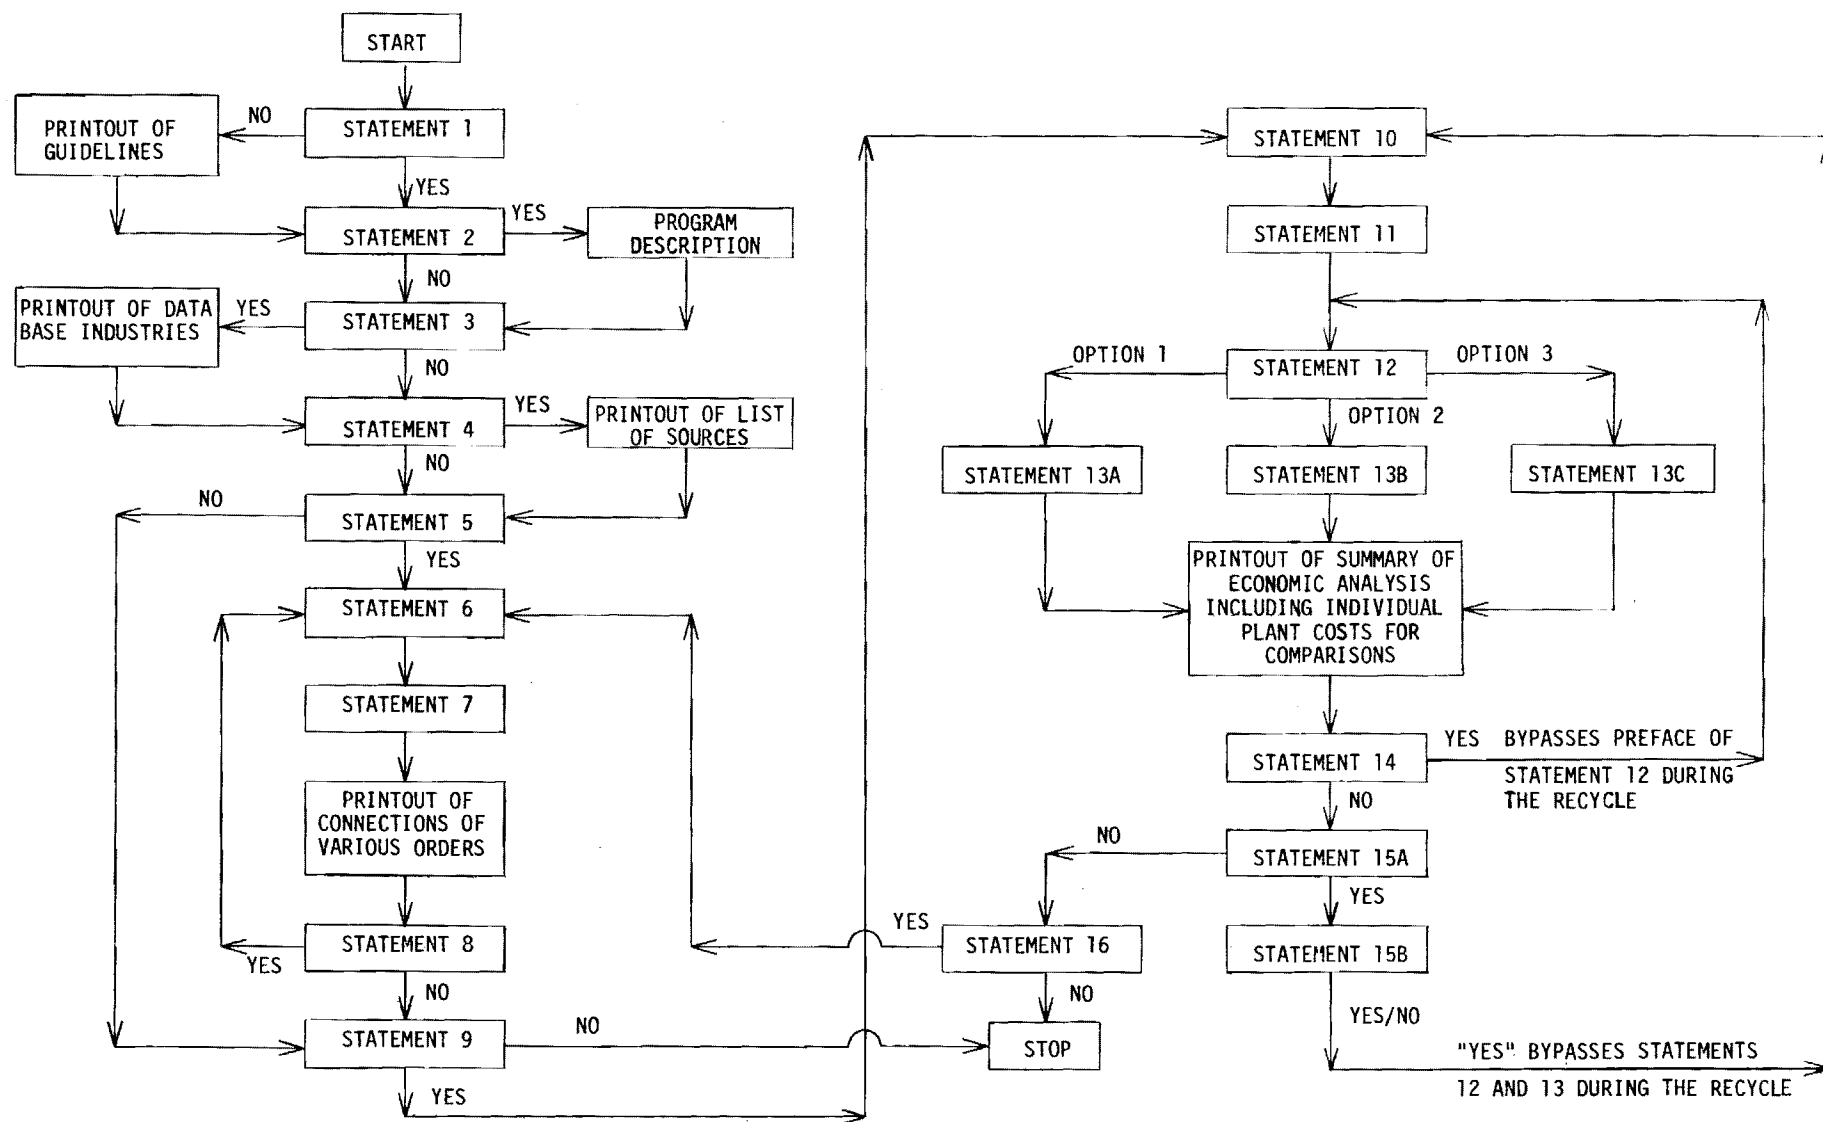 START
NO
PRINTOUT OF
GUIDELINES
STATEMENT 1
YES
STATEMENT 2
YES
PROGRAM
DESCRIPTION
NO
PRINTOUT OF DATA
BASE INDUSTRIES
YES
STATEMENT 3
NO
STATEMENT 4
YES
PRINTOUT OF LIST
OF SOURCES
NO
NO
STATEMENT 5
YES
STATEMENT 6
STATEMENT 7
PRINTOUT OF
CONNECTIONS OF
VARIOUS ORDERS
STATEMENT 8
YES
NO
STATEMENT 9
NO
YES
STATEMENT 10
STATEMENT 11
OPTION 1
STATEMENT 12
OPTION 3
OPTION 2
STATEMENT 13A
STATEMENT 13B
STATEMENT 13C
PRINTOUT OF SUMMARY OF
ECONOMIC ANALYSIS
INCLUDING INDIVIDUAL
PLANT COSTS FOR
COMPARISONS
STATEMENT 14
YES BYPASSES PREFACE OF
STATEMENT 12 DURING
THE RECYCLE
NO
NO
STATEMENT 15A
YES
YES
STATEMENT 16
STATEMENT 15B
NO
STOP
YES/NO
"YES" BYPASSES STATEMENTS
12 AND 13 DURING THE RECYCLE